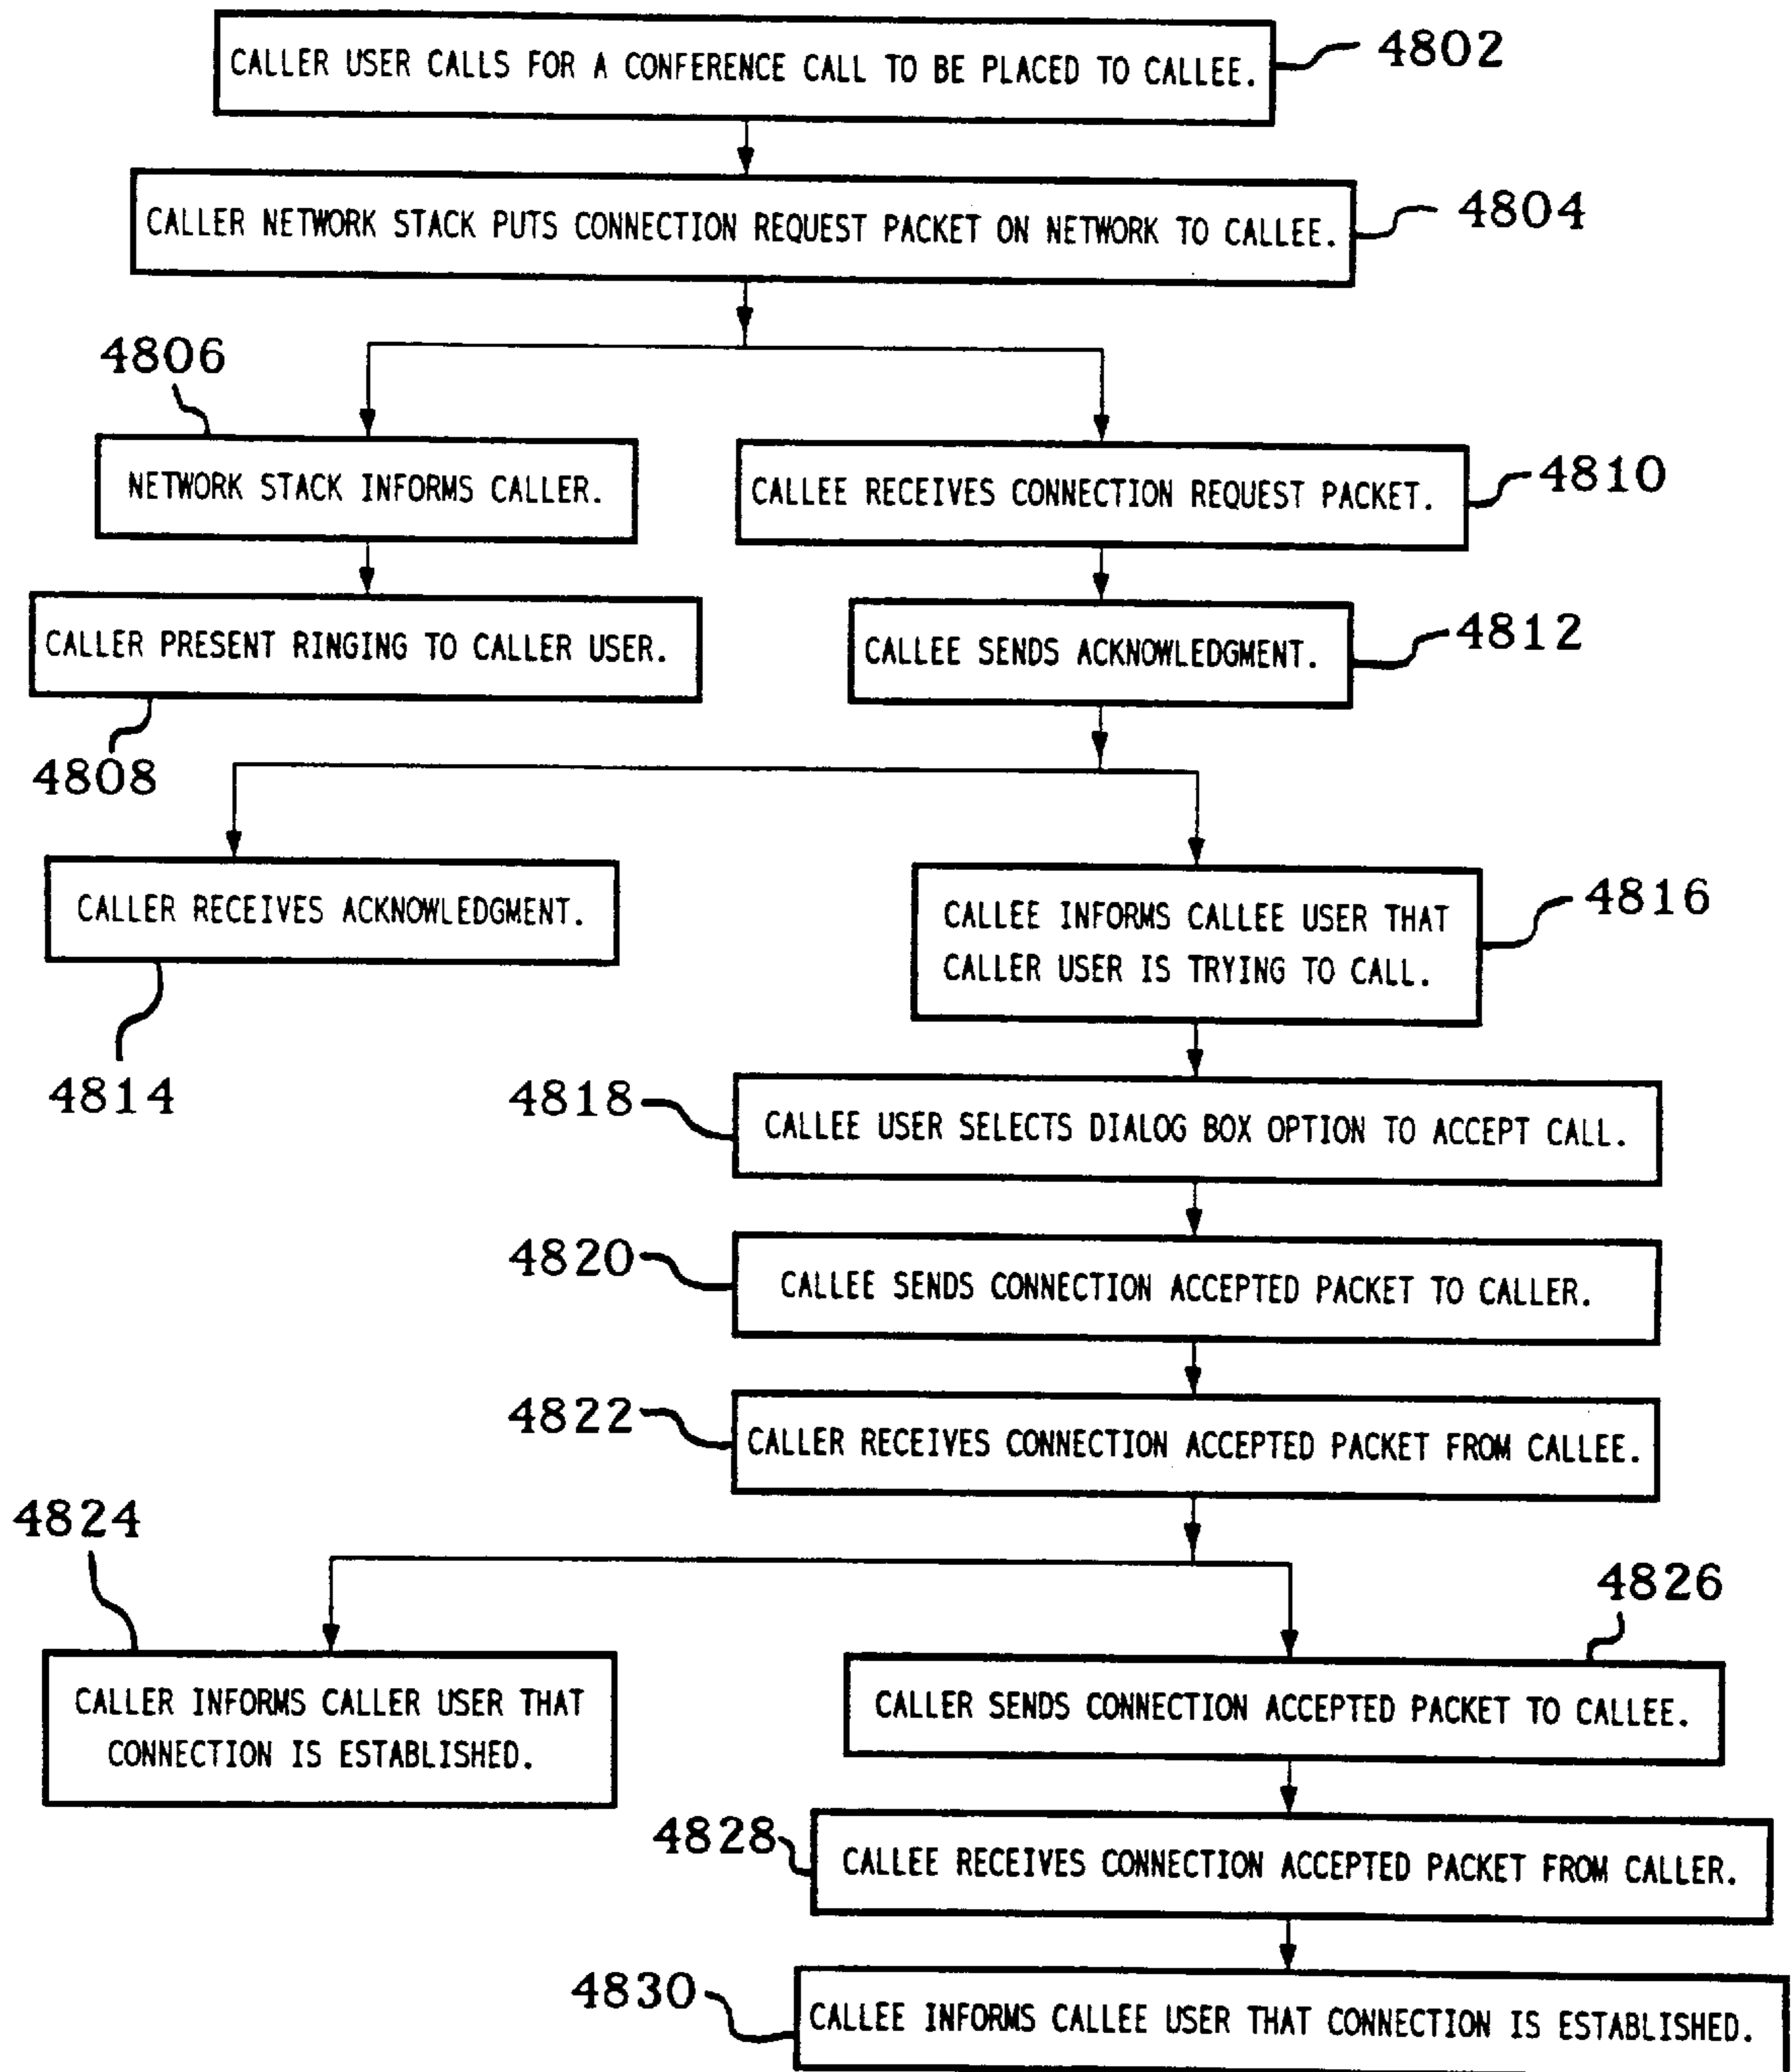 CALLER USER CALLS FOR A CONFERENCE CALL TO BE PLACED TO CALLEE.
4802
CALLER NETWORK STACK PUTS CONNECTION REQUEST PACKET ON NETWORK TO CALLEE.
4804
4806
NETWORK STACK INFORMS CALLER.
CALLEE RECEIVES CONNECTION REQUEST PACKET.
4810
CALLER PRESENT RINGING TO CALLER USER.
4808
CALLEE SENDS ACKNOWLEDGMENT.
4812
CALLER RECEIVES ACKNOWLEDGMENT.
4814
CALLEE INFORMS CALLEE USER THAT
CALLER USER IS TRYING TO CALL.
4816
4818
CALLEE USER SELECTS DIALOG BOX OPTION TO ACCEPT CALL.
4820
CALLEE SENDS CONNECTION ACCEPTED PACKET TO CALLER.
4822
CALLER RECEIVES CONNECTION ACCEPTED PACKET FROM CALLEE.
4824
CALLER INFORMS CALLER USER THAT
CONNECTION IS ESTABLISHED.
4826
CALLER SENDS CONNECTION ACCEPTED PACKET TO CALLEE.
4828
CALLEE RECEIVES CONNECTION ACCEPTED PACKET FROM CALLER.
4830
CALLEE INFORMS CALLEE USER THAT CONNECTION IS ESTABLISHED.